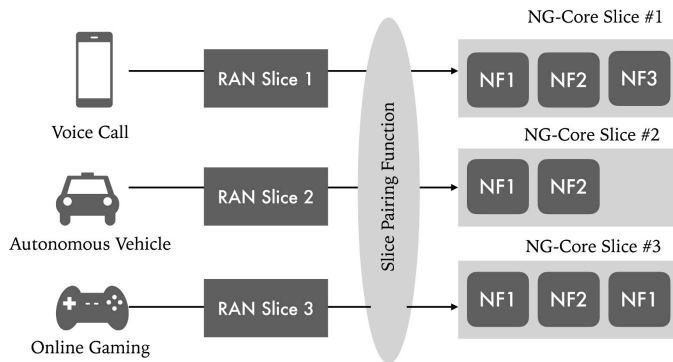 NG-Core Slice #1
RAN Slice 1
NF1 NF2 NF3
Voice Call
Slice Pairing Function
NG-Core Slice #2
RAN Slice 2
NF1 NF2
Autonomous Vehicle
NG-Core Slice #3
RAN Slice 3
NF1 NF2 NF1
Online Gaming